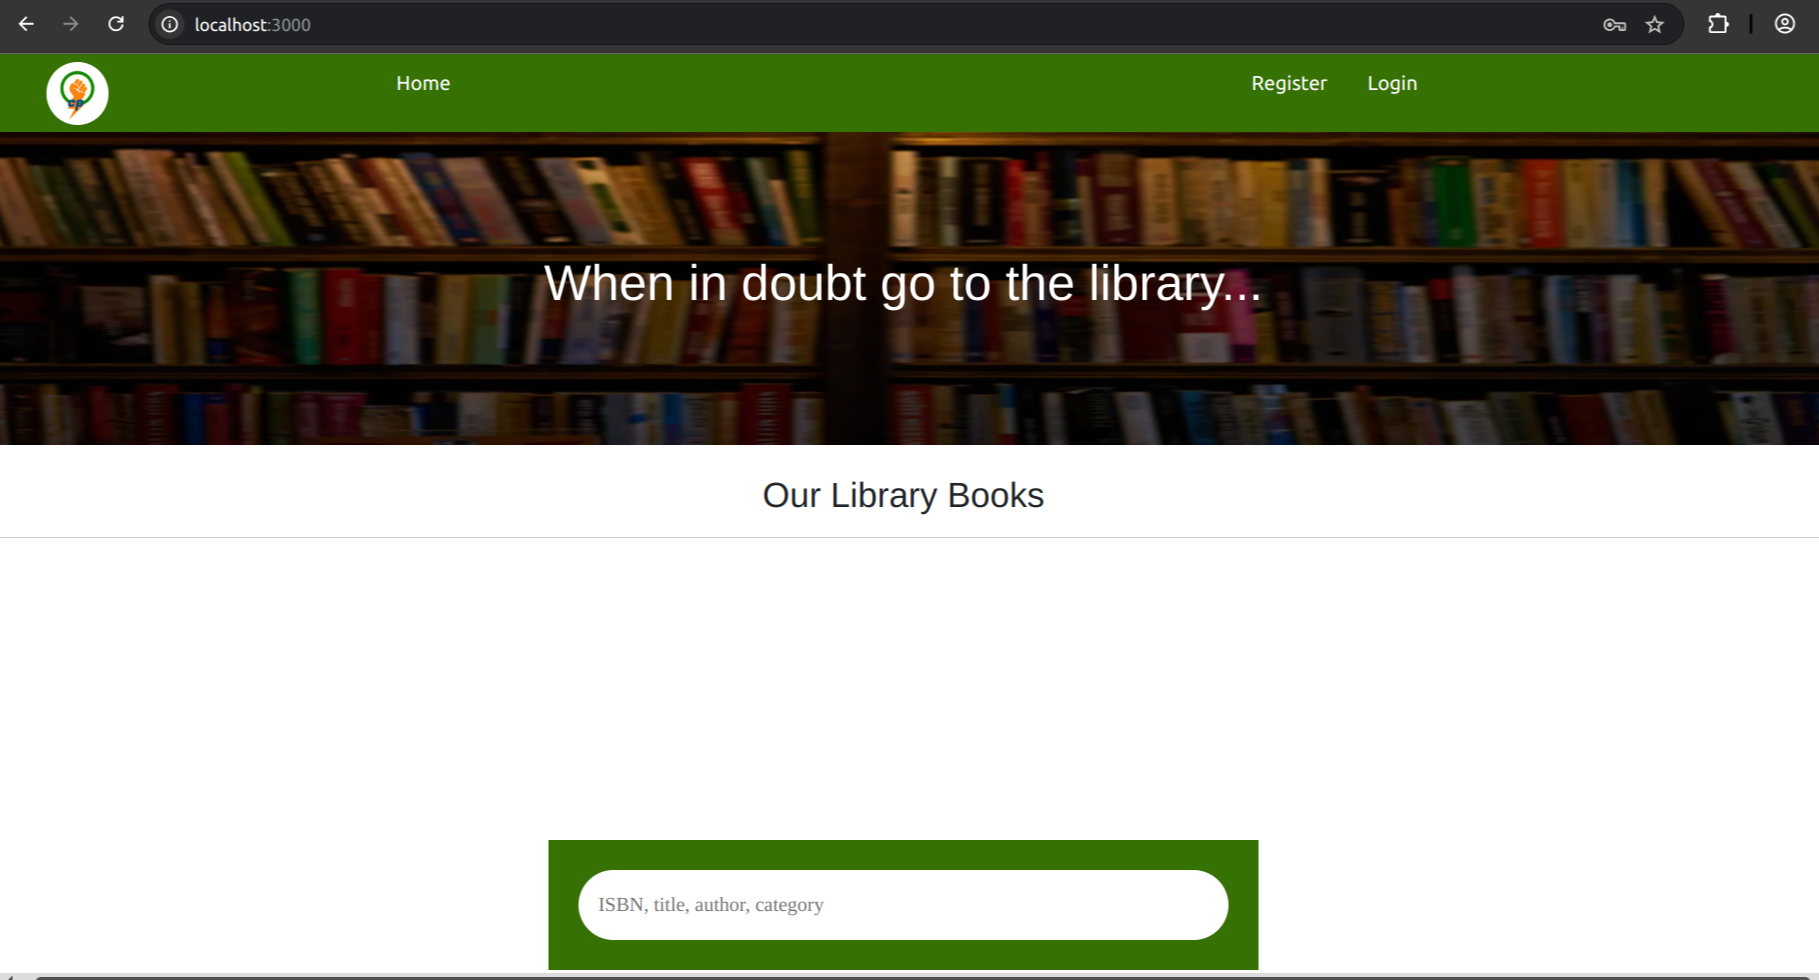 localhost:3000
cp
Home
Register
Login
When in doubt go to the library...
Our Library Books
ISBN, title, author, category